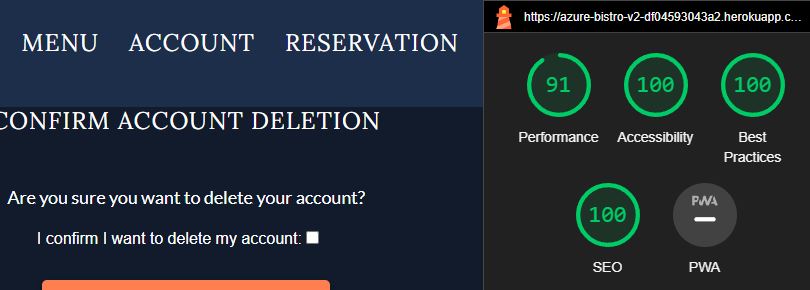 MENU ACCOUNT RESERVATION
CONFIRM ACCOUNT DELETION
Are you sure you want to delete your account?
I confirm I want to delete my account:
https://azure-bistro-v2-df04593043a2.herokuapp.c...
91 100 100
Performance Accessibility Best
Practices
100 PWA
SEO PWA